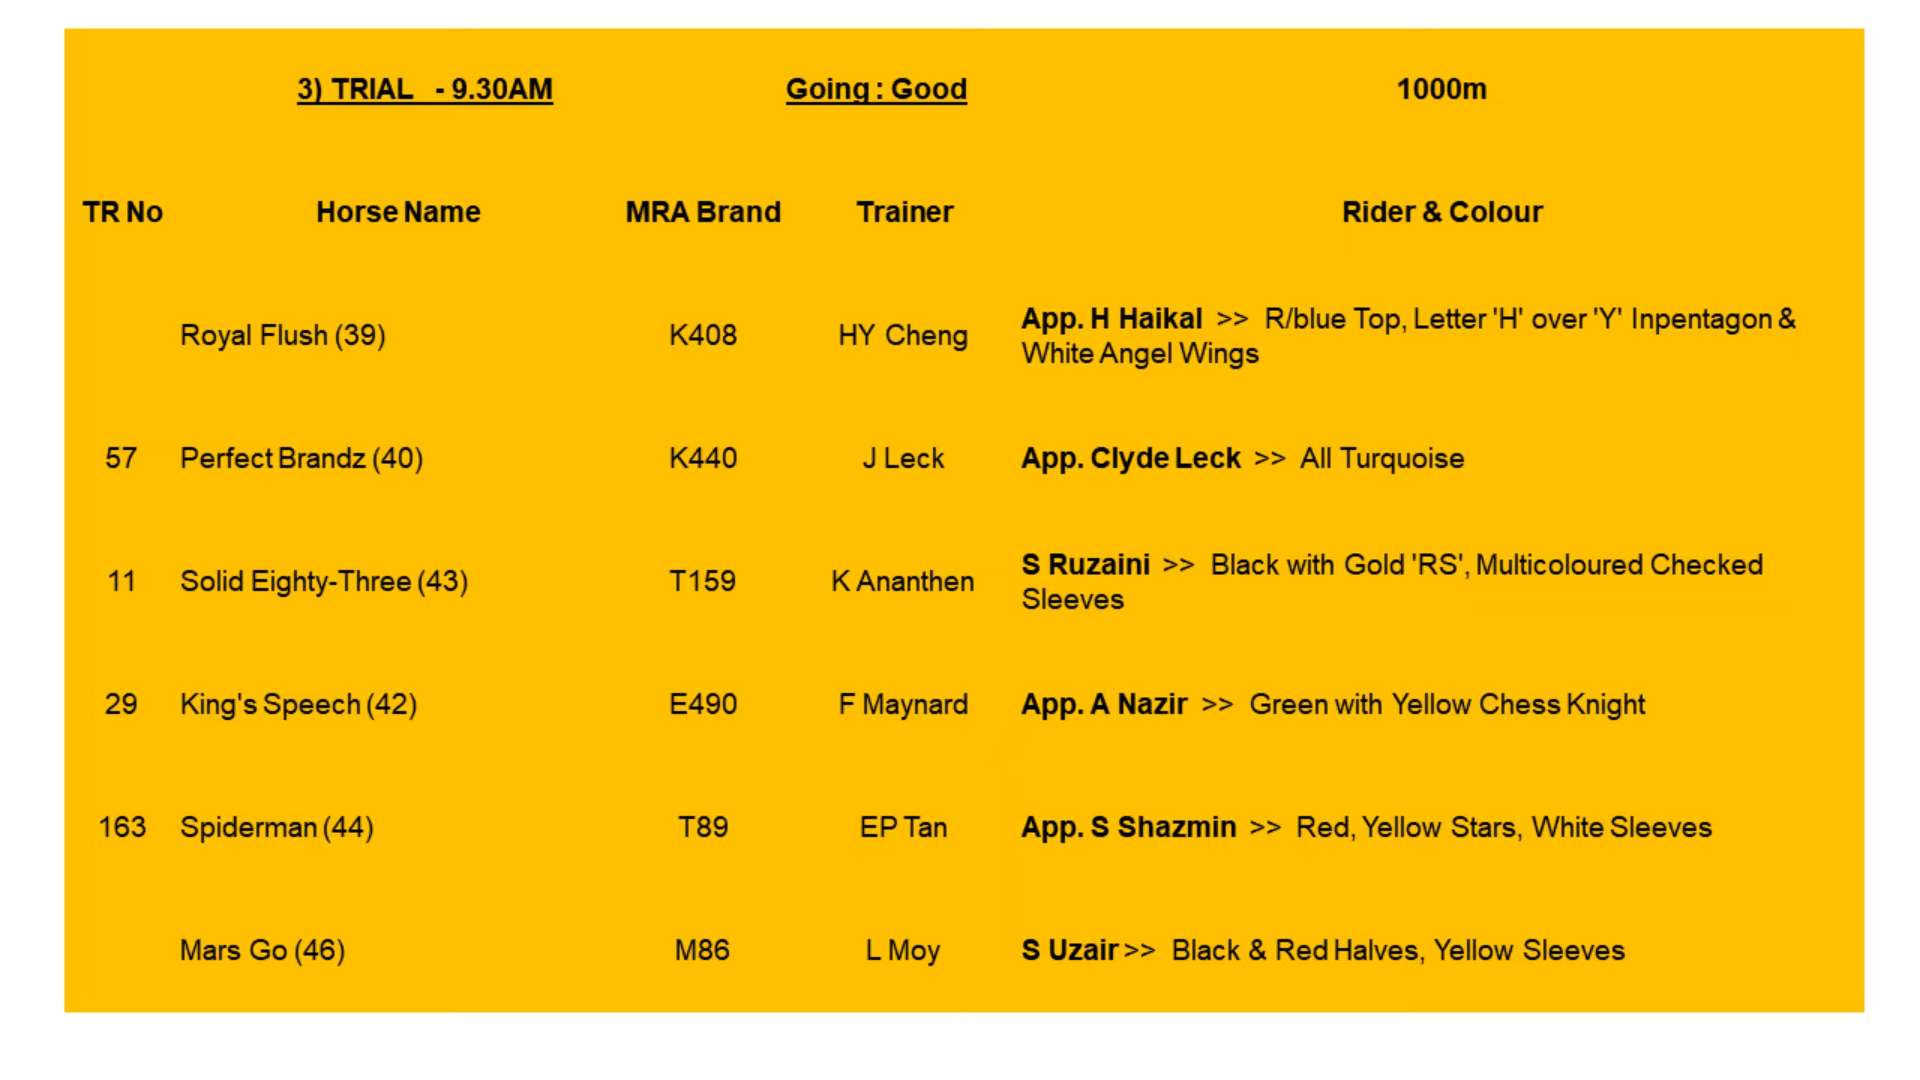 3) TRIAL - 9.30AM Going : Good 1000m
TR No Horse Name MRA Brand Trainer Rider & Colour
Royal Flush (39) K408 HY Cheng App. H Haikal >> R/blue Top, Letter 'H' over 'Y' Inpentagon &
White Angel Wings
57 Perfect Brandz (40) K440 J Leck App. Clyde Leck >> All Turquoise
11 Solid Eighty-Three (43) T159 K Ananthen S Ruzaini >> Black with Gold 'RS', Multicoloured Checked
Sleeves
29 King's Speech (42) E490 F Maynard App. A Nazir >> Green with Yellow Chess Knight
163 Spiderman (44) T89 EP Tan App. S Shazmin >> Red, Yellow Stars, White Sleeves
Mars Go (46) M86 L Moy S Uzair >> Black & Red Halves, Yellow Sleeves